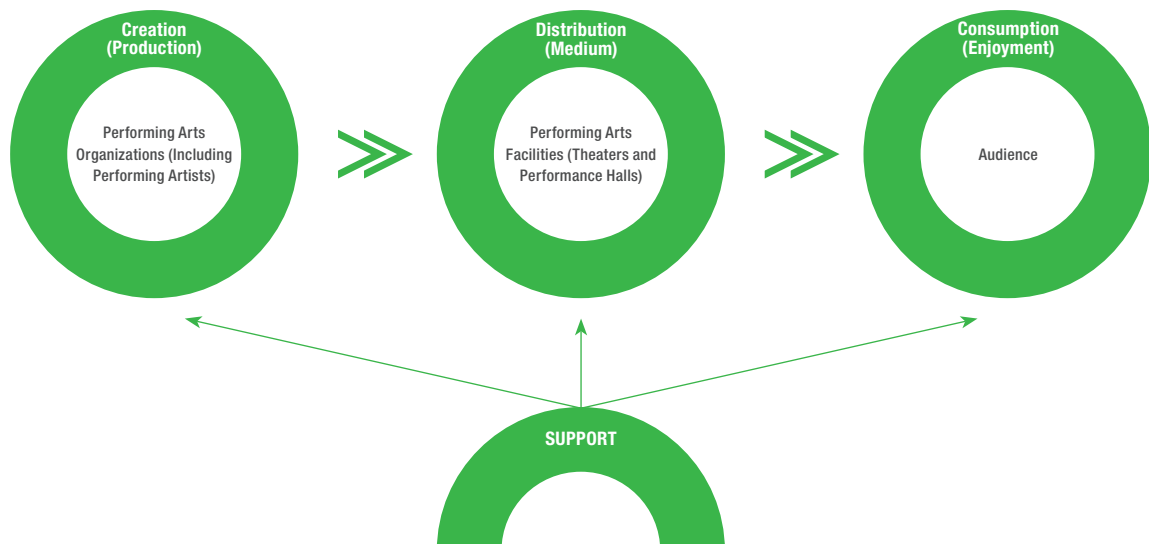 Creation
(Production)
Performing Arts
Organizations (Including
Performing Artists)
Distribution
(Medium)
Performing Arts
Facilities (Theaters and
Performance Halls)
Consumption
(Enjoyment)
Audience
SUPPORT